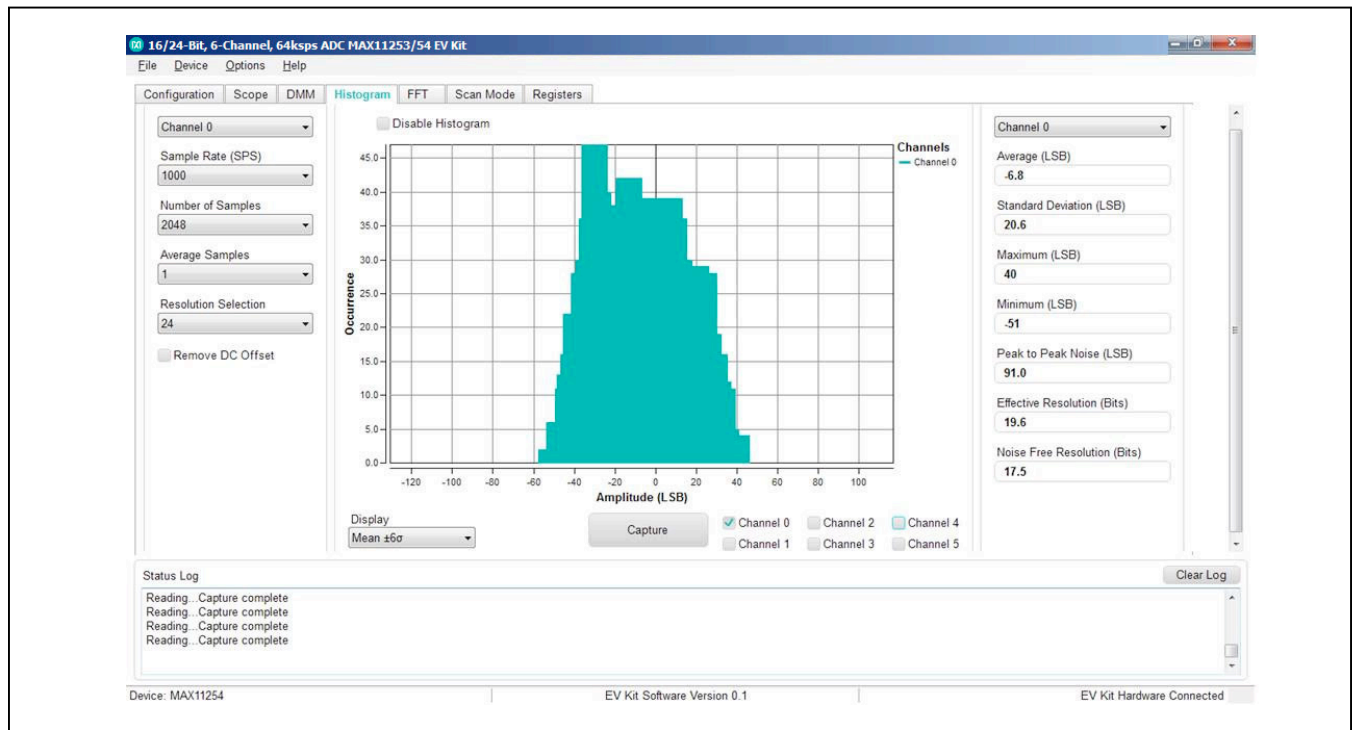 16/24-Bit, 6-Channel, 64ksps ADC MAX11253/54 EV Kit
File Device Options Help
Configuration Scope DMM Histogram FFT Scan Mode Registers
Channel 0
Sample Rate (SPS)
1000
Number of Samples
2048
Average Samples
1
Resolution Selection
24
Remove DC Offset
Disable Histogram
Channels
Channel 0
Occurrence
45.0
40.0
35.0
30.0
25.0
20.0
15.0
10.0
5.0
0.0
-120 -100 -80 -60 -40 -20 0 20 40 60 80 100
Amplitude (LSB)
Display
Mean ±6σ
Capture
Channel 0 Channel 2 Channel 4
Channel 1 Channel 3 Channel 5
Channel 0
Average (LSB)
-6.8
Standard Deviation (LSB)
20.6
Maximum (LSB)
40
Minimum (LSB)
-51
Peak to Peak Noise (LSB)
91.0
Effective Resolution (Bits)
19.6
Noise Free Resolution (Bits)
17.5
Status Log
Clear Log
Reading...Capture complete
Reading...Capture complete
Reading...Capture complete
Reading...Capture complete
Device: MAX11254
EV Kit Software Version 0.1
EV Kit Hardware Connected